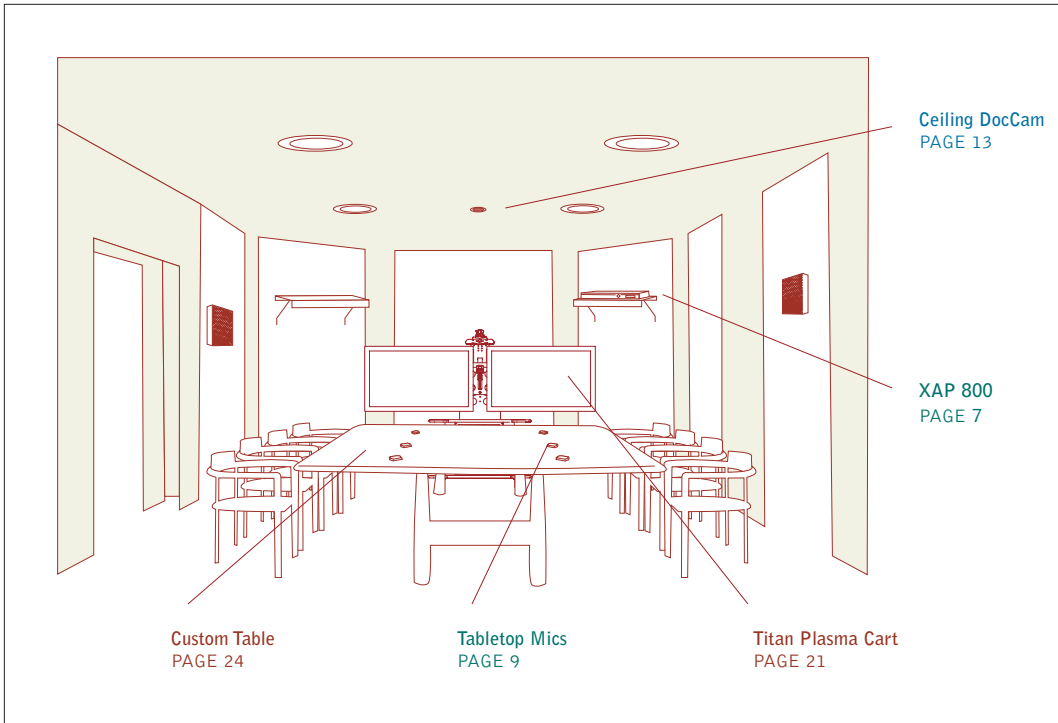 Ceiling DocCam
PAGE 13
XAP 800
PAGE 7
Custom Table
PAGE 24
Tabletop Mics
PAGE 9
Titan Plasma Cart
PAGE 21